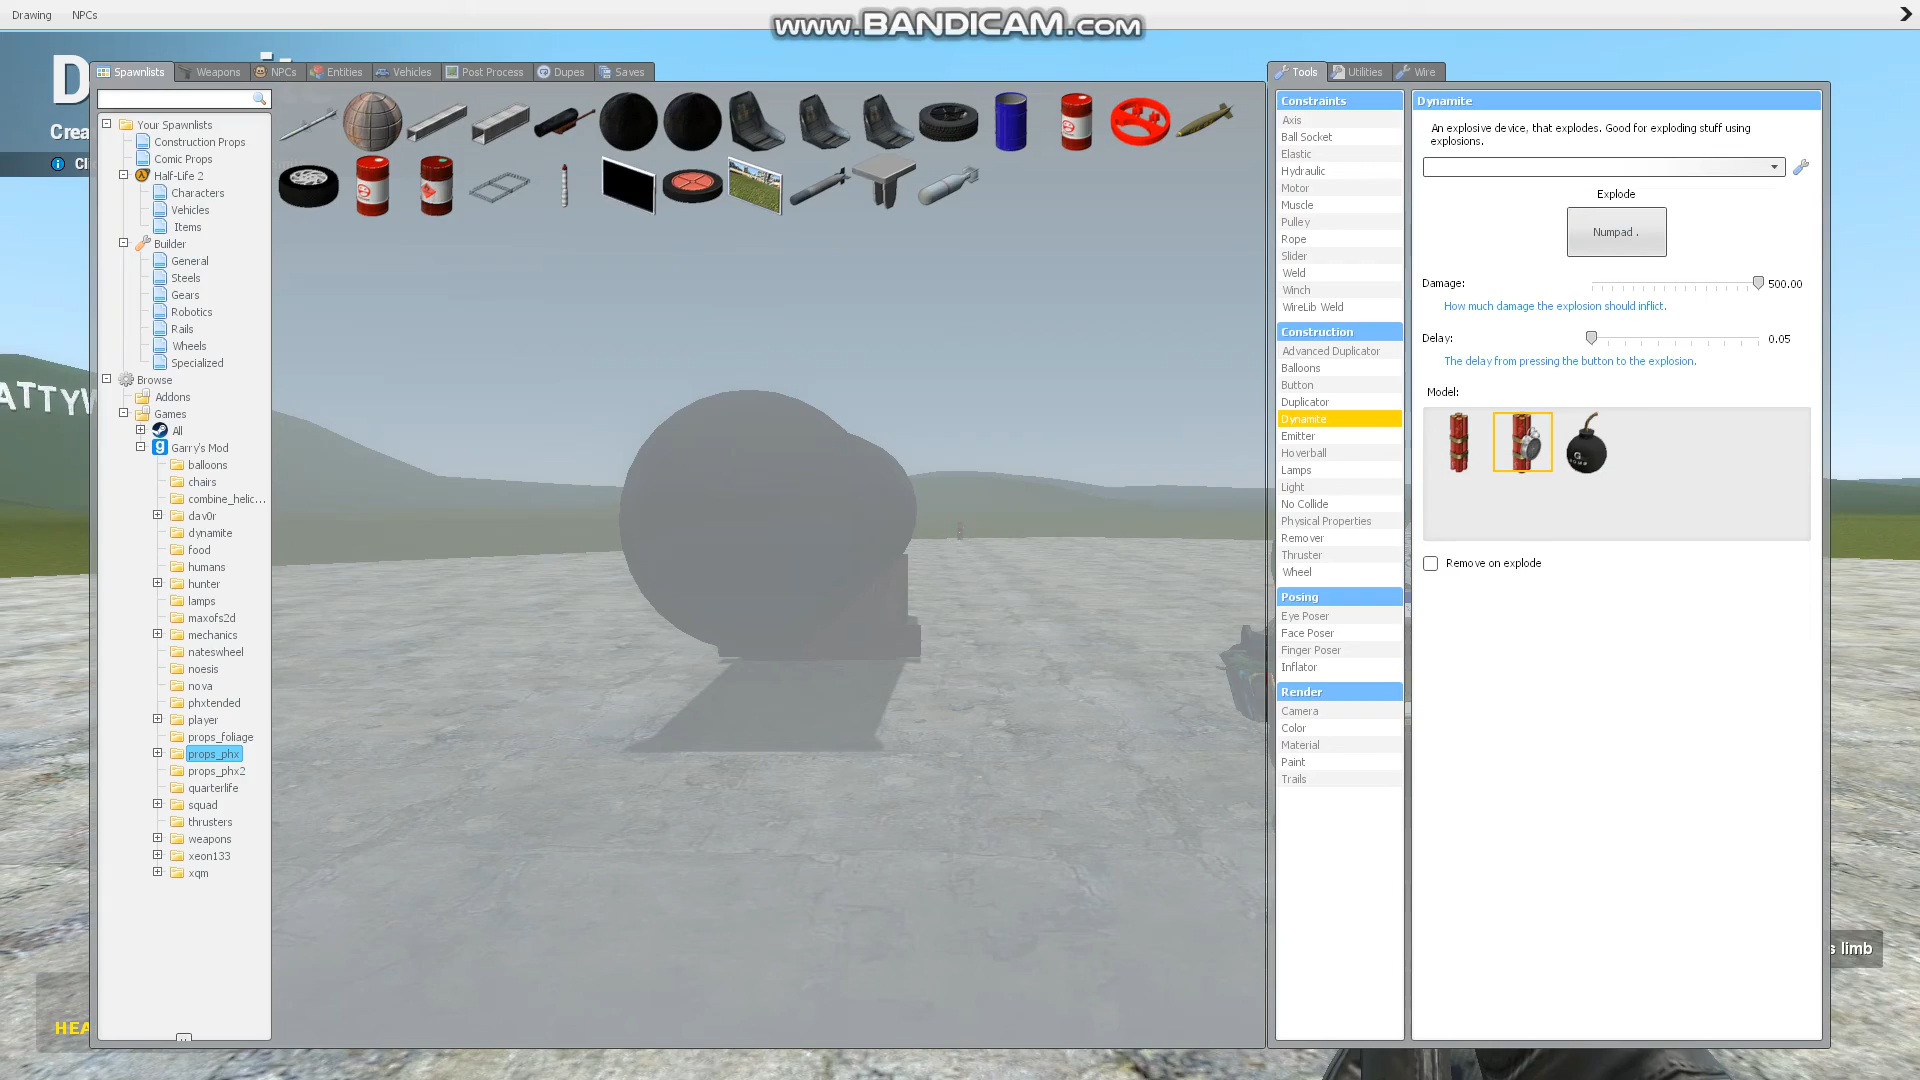 Drawing NPCs
www.BANDICAM.com
D
Crea
Cli
ATTYW
HEA
s limb
Spawnlists Weapons NPCs Entities Vehicles Post Process Dupes Saves
Your Spawnlists
Construction Props
Comic Props
Half-Life 2
Characters
Vehicles
Items
Builder
General
Steels
Gears
Robotics
Rails
Wheels
Specialized
Browse
Addons
Games
All
Garry's Mod
balloons
chairs
combine_helic...
dav0r
dynamite
food
humans
hunter
lamps
maxofs2d
mechanics
nateswheel
noesis
nova
phxtended
player
props_foliage
props_phx
props_phx2
quarterlife
squad
thrusters
weapons
xeon133
xqm
Tools Utilities Wire
Constraints
Axis
Ball Socket
Elastic
Hydraulic
Motor
Muscle
Pulley
Rope
Slider
Weld
Winch
WireLib Weld
Construction
Advanced Duplicator
Balloons
Button
Duplicator
Dynamite
Emitter
Hoverball
Lamps
Light
No Collide
Physical Properties
Remover
Thruster
Wheel
Posing
Eye Poser
Face Poser
Finger Poser
Inflator
Render
Camera
Color
Material
Paint
Trails
Dynamite
An explosive device, that explodes. Good for exploding stuff using
explosions.
Explode
Numpad .
Damage: 500.00
How much damage the explosion should inflict.
Delay: 0.05
The delay from pressing the button to the explosion.
Model:
Remove on explode